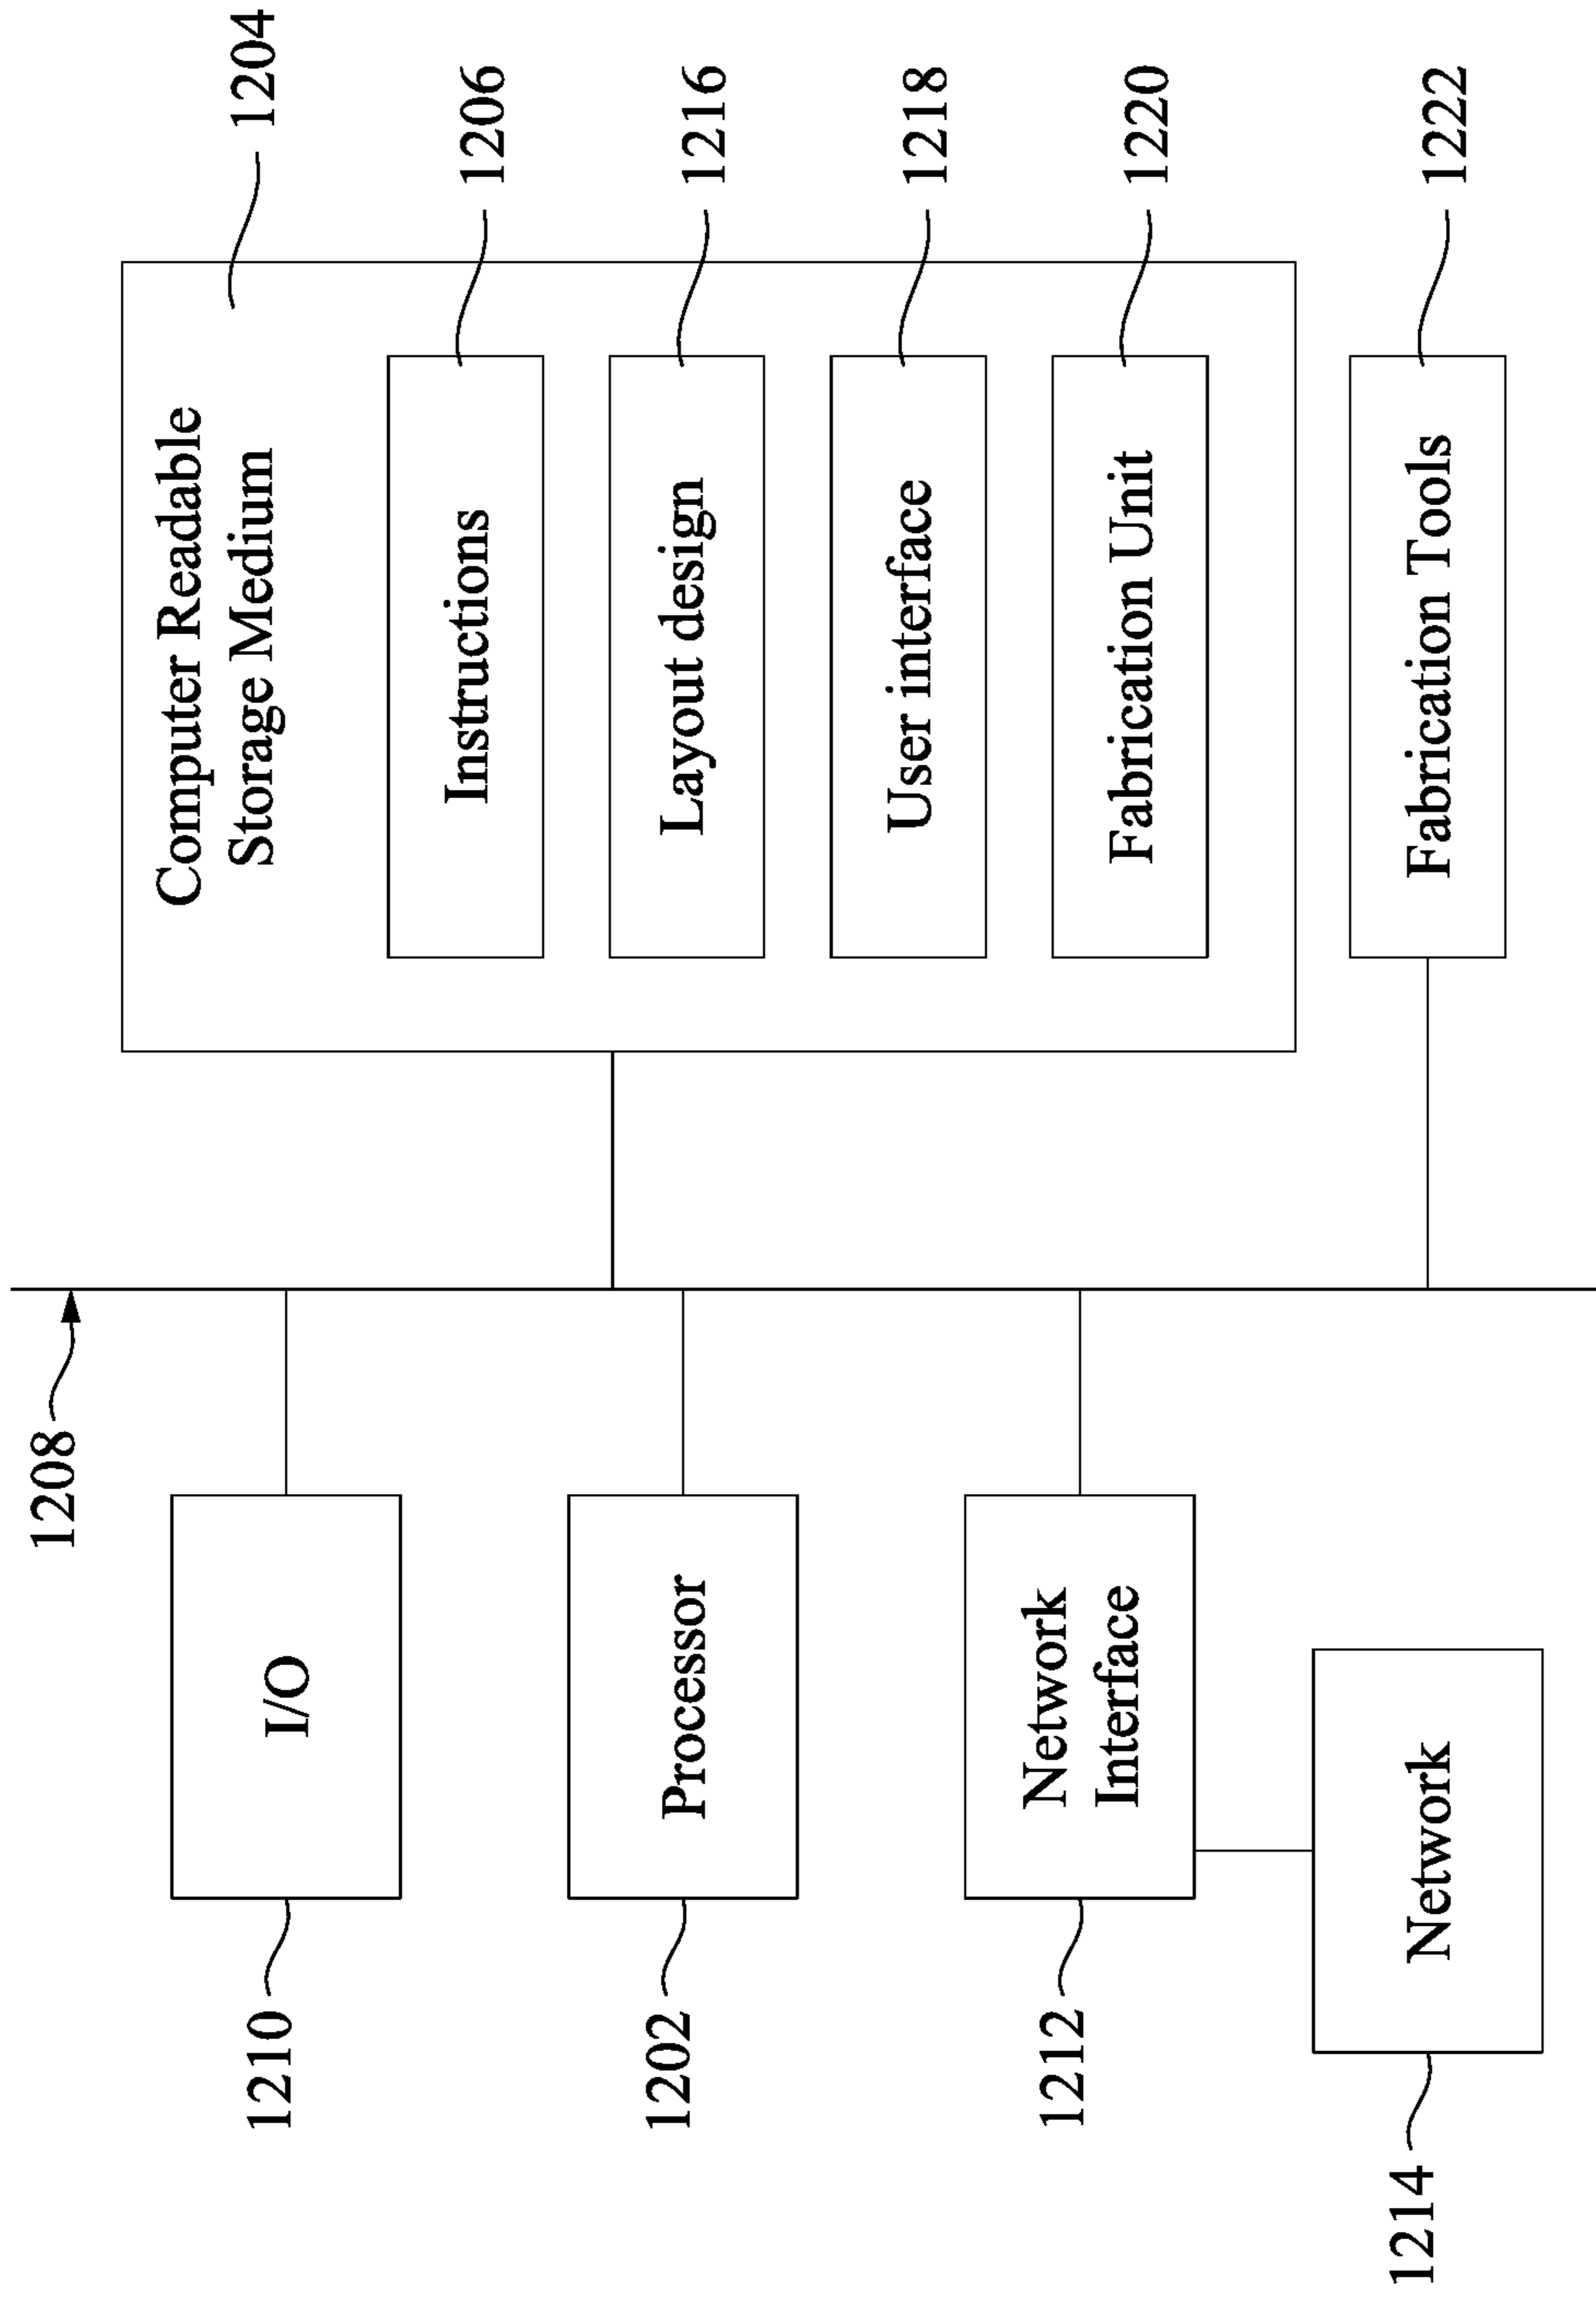 1208
1210
I/O
1202
Processor
1212
Network
Interface
1214
Network
1204
Computer Readable
Storage Medium
Instructions
1206
Layout design
1216
User interface
1218
Fabrication Unit
1220
Fabrication Tools
1222